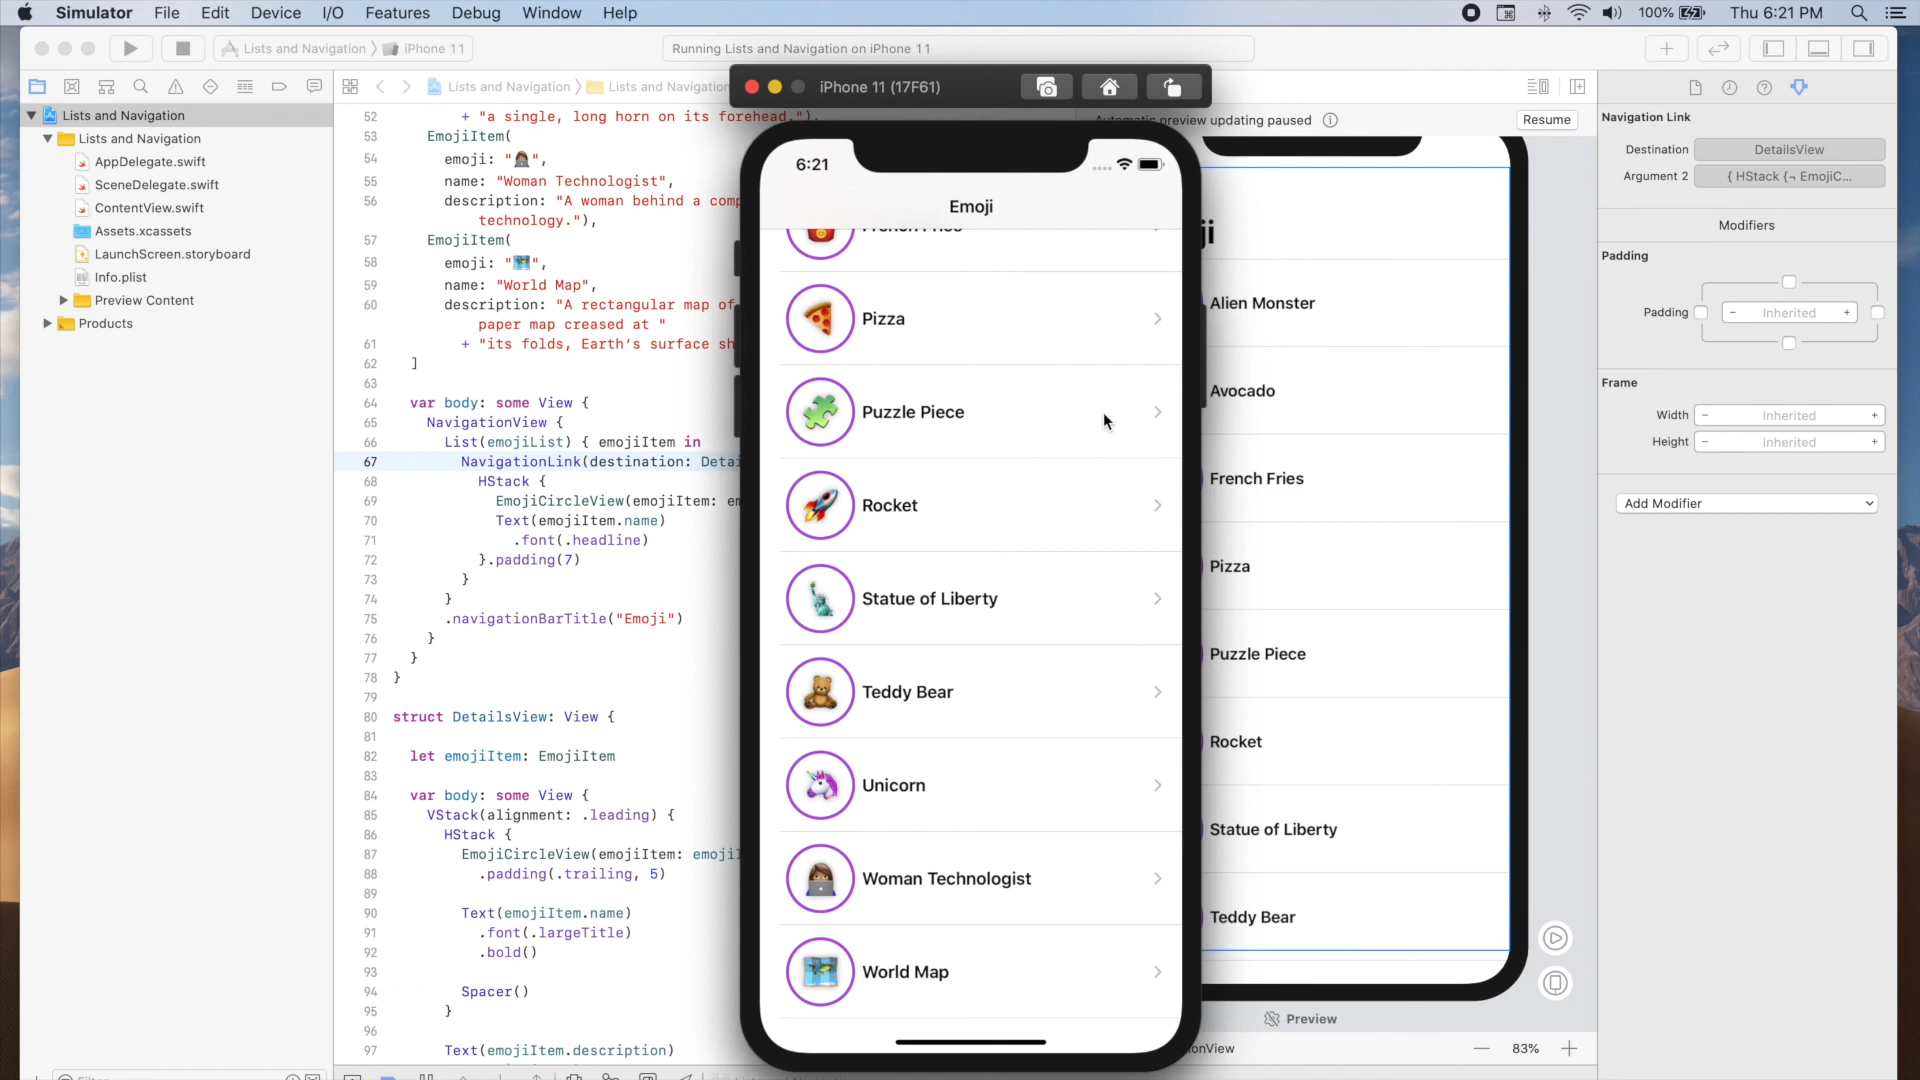 Simulator File Edit Device I/O Features Debug Window Help
100% Thu 6:21 PM
Lists and Navigation iPhone 11
Running Lists and Navigation on iPhone 11
Lists and Navigation
Lists and Navigation
AppDelegate.swift
SceneDelegate.swift
ContentView.swift
Assets.xcassets
LaunchScreen.storyboard
Info.plist
Preview Content
Products
Lists and Navigation Lists and Navigation
52 + "a single, long horn on its forehead."),
53 EmojiItem(
54 emoji: "👩🏽‍💻",
55 name: "Woman Technologist",
56 description: "A woman behind a
technology."),
57 EmojiItem(
58 emoji: "🗺",
59 name: "World Map",
60 description: "A rectangular map of
paper map creased at "
61 + "its folds, Earth's surface
62 ]
63
64 var body: some View {
65 NavigationView {
66 List(emojiList) { emojiItem in
67 NavigationLink(destination:
68 HStack {
69 EmojiCircleView(emojiItem:
70 Text(emojiItem.name)
71 .font(.headline)
72 }.padding(7)
73 }
74 }
75 .navigationBarTitle("Emoji")
76 }
77 }
78 }
79
80 struct DetailsView: View {
81
82 let emojiItem: EmojiItem
83
84 var body: some View {
85 VStack(alignment: .leading) {
86 HStack {
87 EmojiCircleView(emojiItem:
88 .padding(.trailing, 5)
89
90 Text(emojiItem.name)
91 .font(.largeTitle)
92 .bold()
93
94 Spacer()
95 }
96
97 Text(emojiItem.description)
iPhone 11 (17F61)
6:21
Emoji
French Fries
Pizza
Puzzle Piece
Rocket
Statue of Liberty
Teddy Bear
Unicorn
Woman Technologist
World Map
Automatic preview updating paused
Resume
Alien Monster
Avocado
French Fries
Pizza
Puzzle Piece
Rocket
Statue of Liberty
Teddy Bear
Preview
83%
Navigation Link
Destination DetailsView
Argument 2 { HStack {¬ EmojiC...
Modifiers
Padding
Padding − Inherited +
Frame
Width − Inherited +
Height − Inherited +
Add Modifier